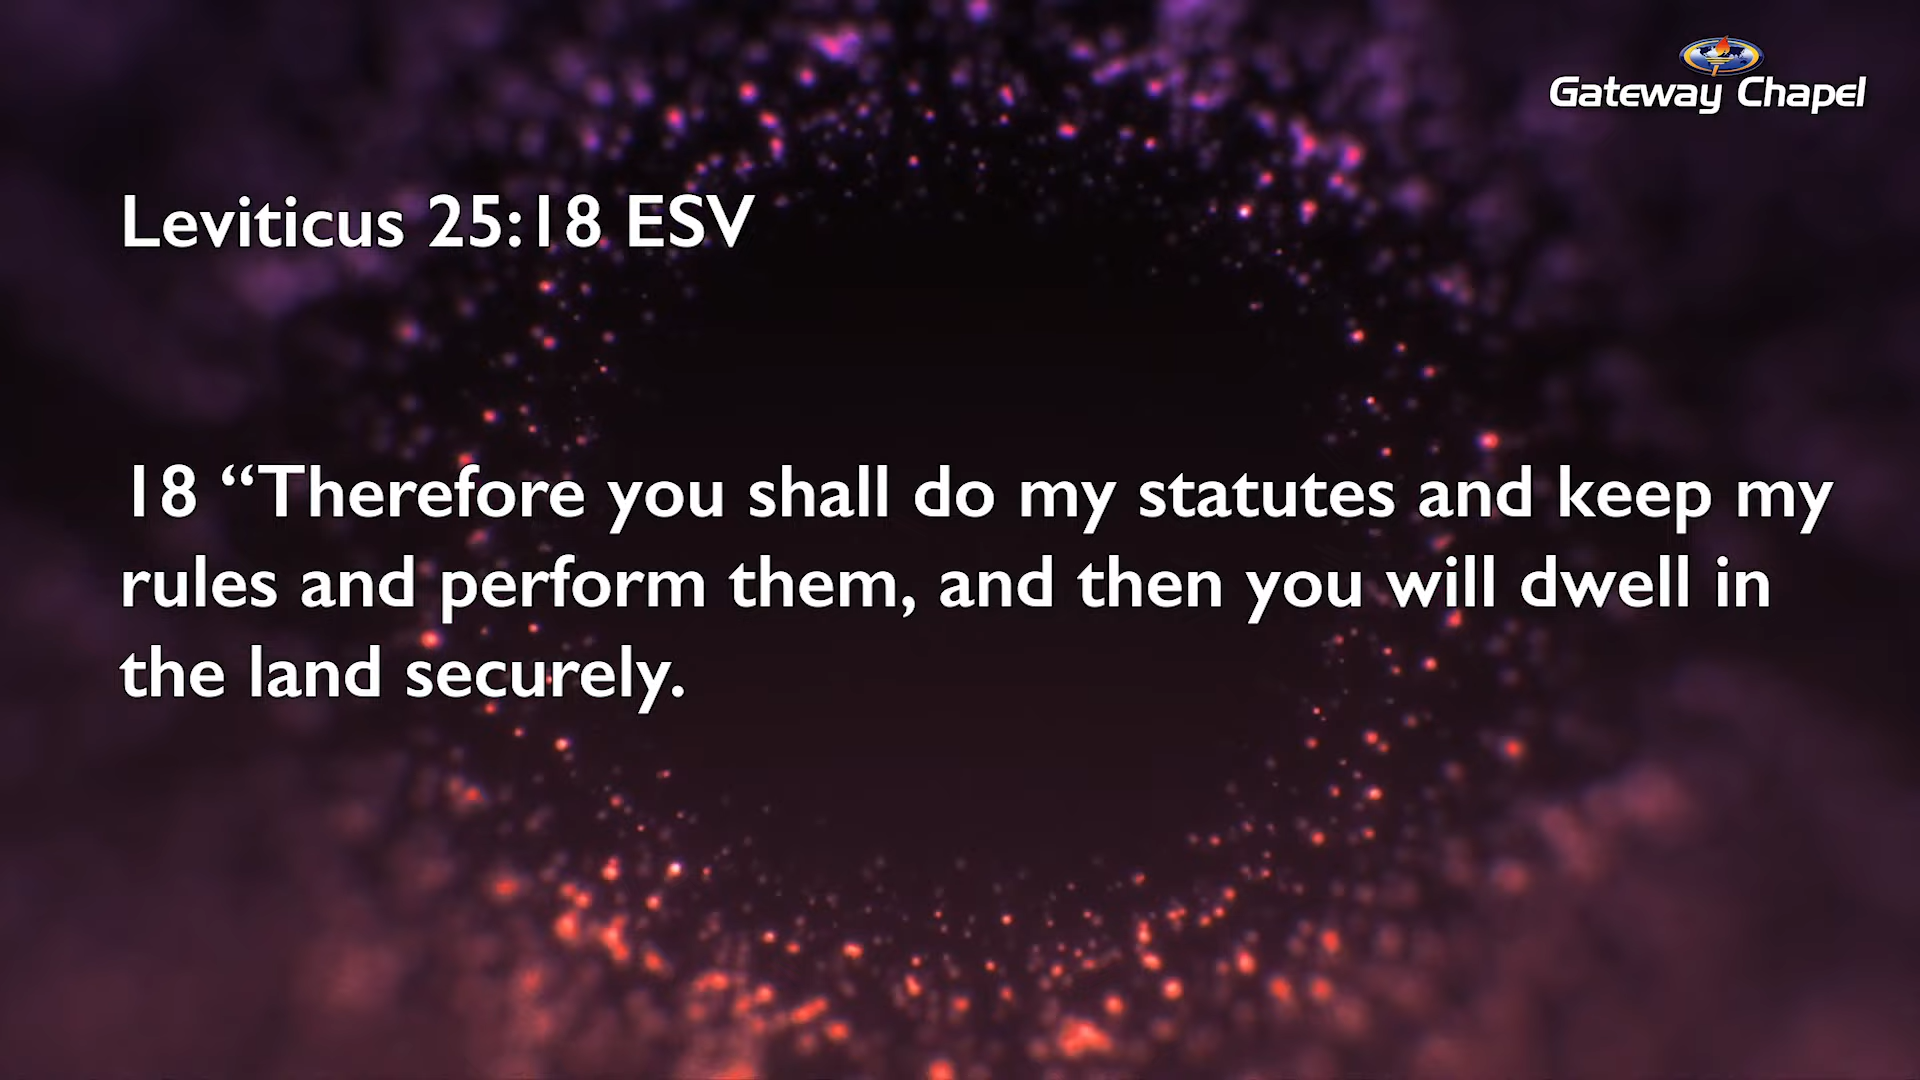 Gateway Chapel
Leviticus 25:18 ESV
18 “Therefore you shall do my statutes and keep my
rules and perform them, and then you will dwell in
the land securely.